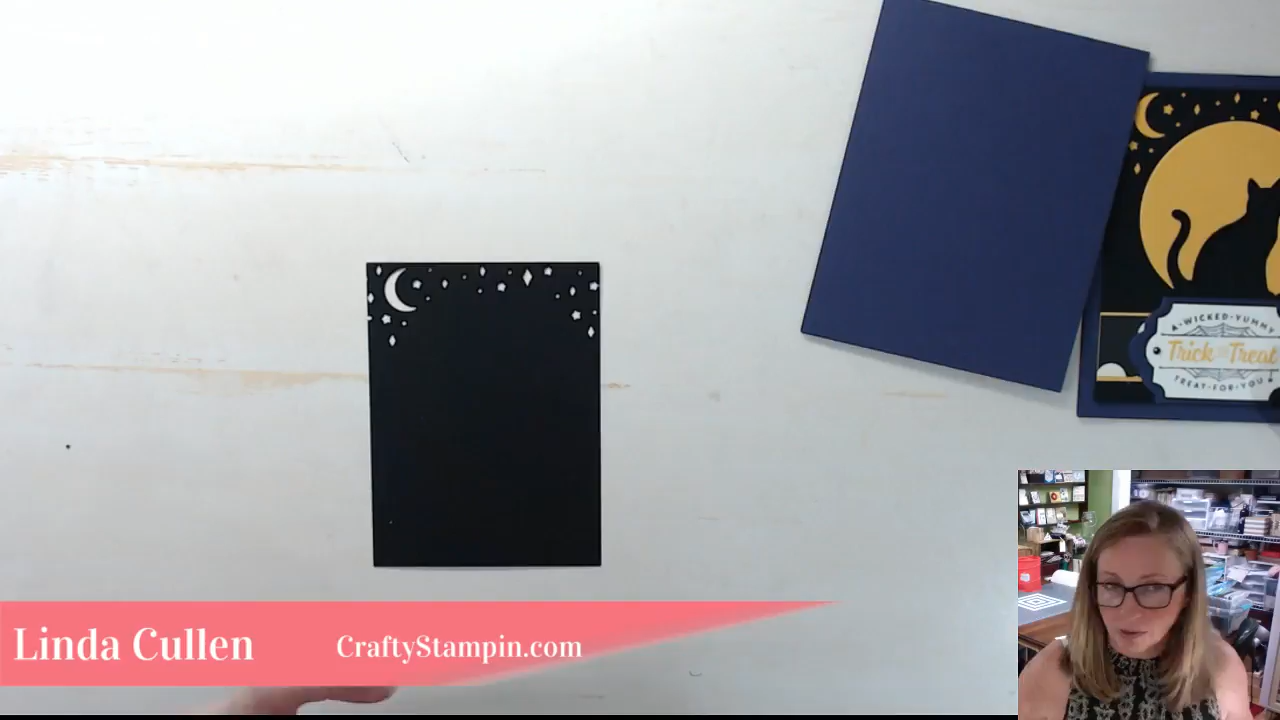 A·WICKED·YUMMY
Trick or Treat
TREAT·FOR·YOU
Linda Cullen
CraftyStampin.com